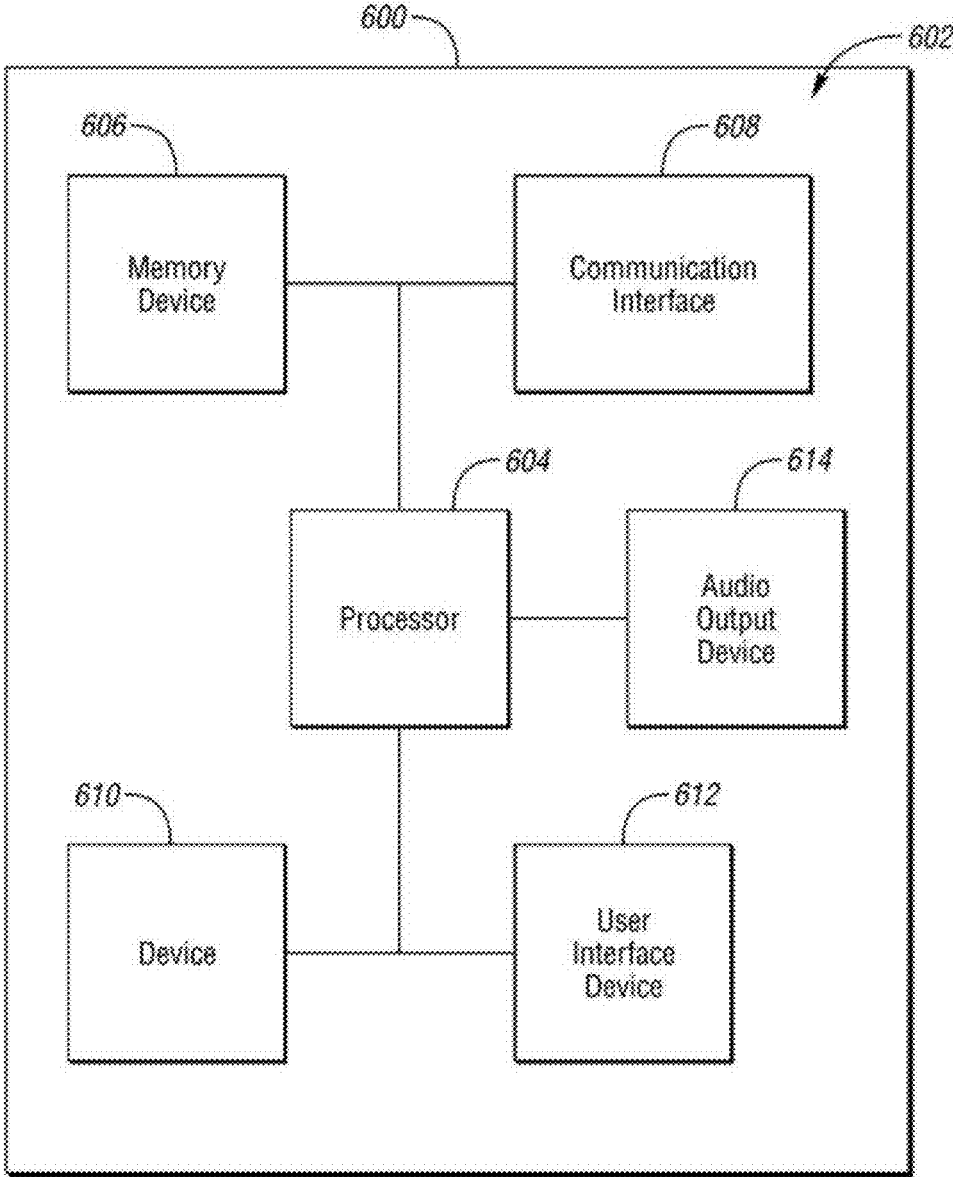 600
602
606
608
Memory
Device
Communication
Interface
604
614
Processor
Audio
Output
Device
610
612
Device
User
Interface
Device